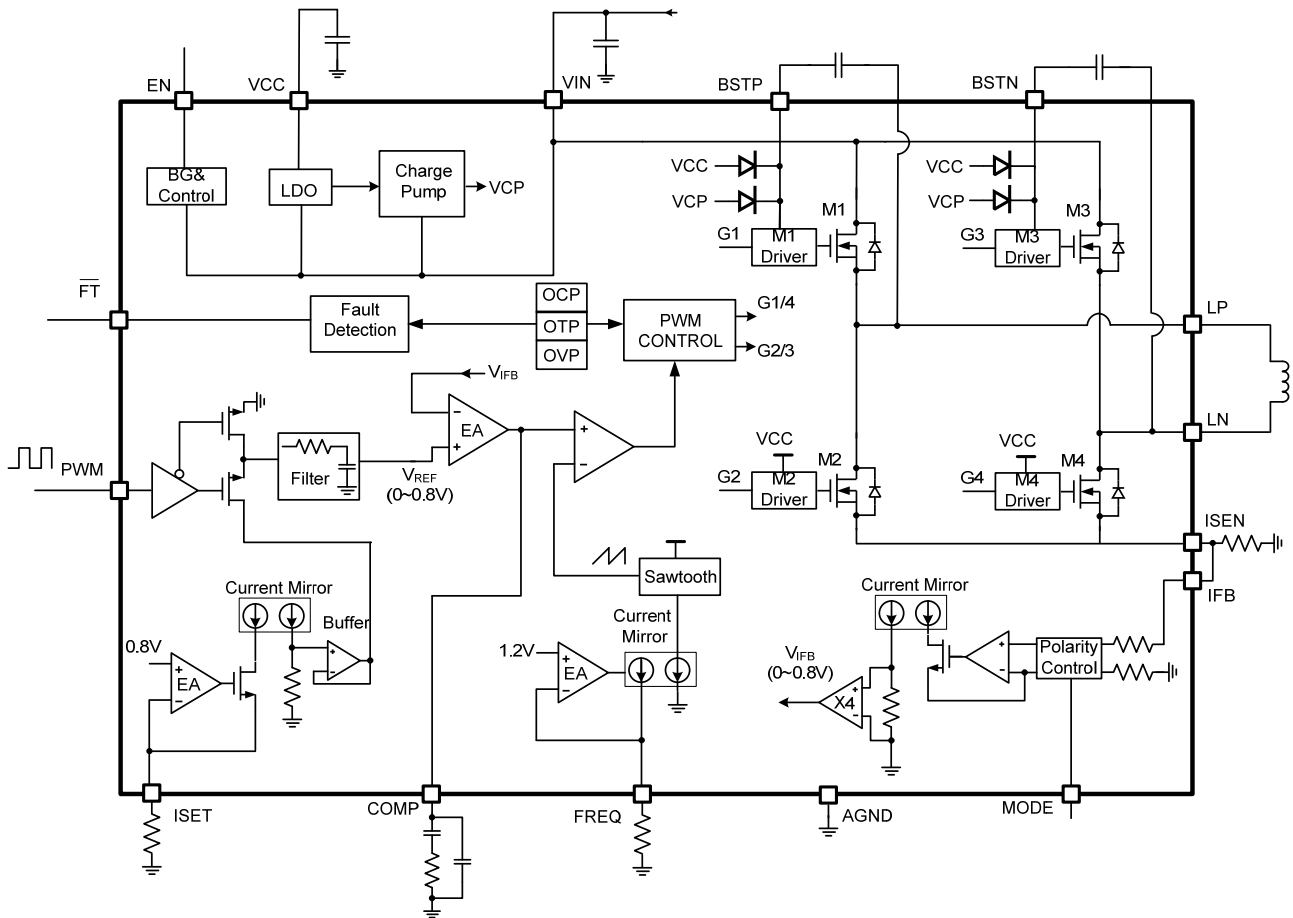 EN
VCC
VIN
BSTP
BSTN
BG&
Control
LDO
Charge
Pump
VCP
VCC
VCP
G1
M1
Driver
M1
VCC
VCP
G3
M3
Driver
M3
FT
Fault
Detection
OCP
OTP
OVP
PWM
CONTROL
G1/4
G2/3
LP
LN
VIFB
EA
PWM
Filter
VREF
(0~0.8V)
VCC
G2
M2
Driver
M2
VCC
G4
M4
Driver
M4
ISEN
IFB
Sawtooth
Current Mirror
Buffer
0.8V
EA
Current
Mirror
1.2V
EA
Current Mirror
VIFB
(0~0.8V)
X4
Polarity
Control
ISET
COMP
FREQ
AGND
MODE